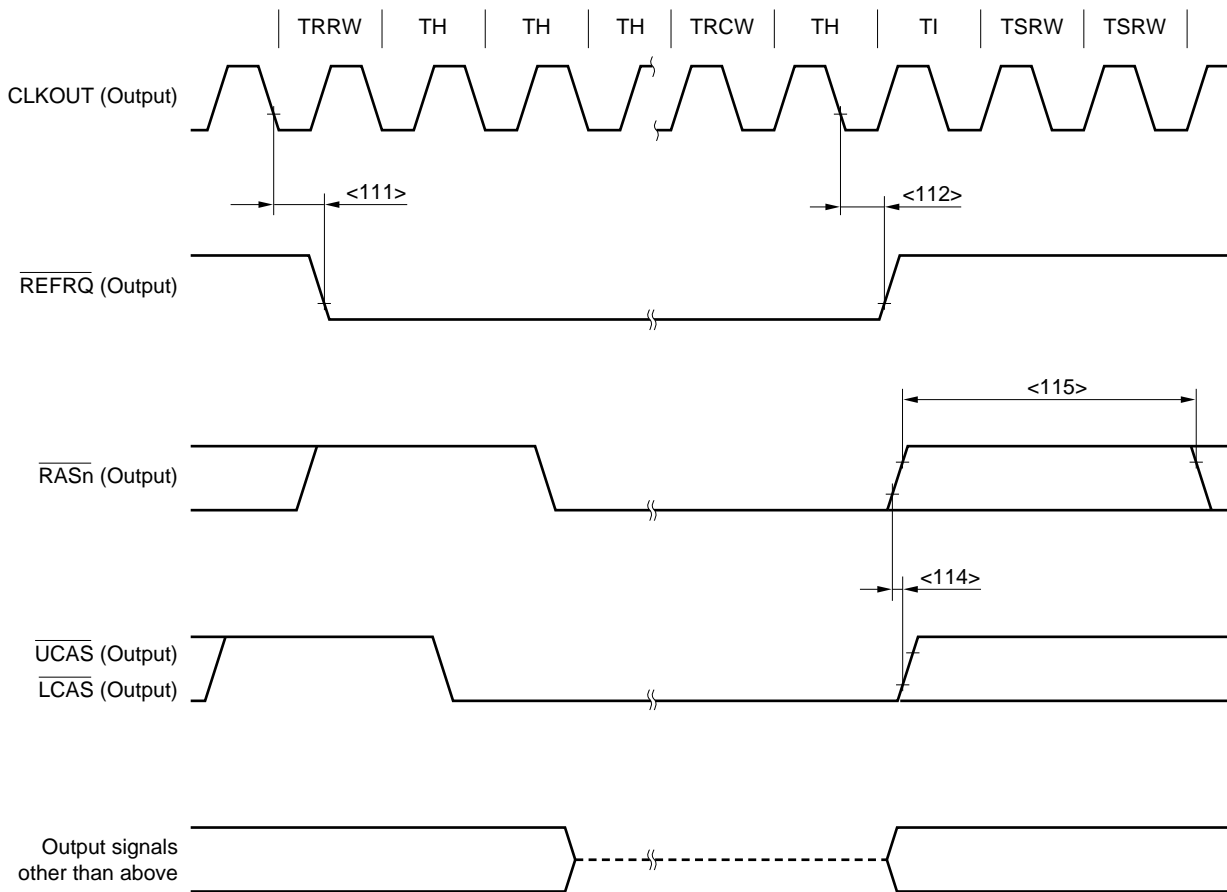 TRRW TH TH TH TRCW TH TI TSRW TSRW
CLKOUT (Output)
<111> <112>
REFRQ (Output)
<115>
RASn (Output)
<114>
UCAS (Output)
LCAS (Output)
Output signals
other than above